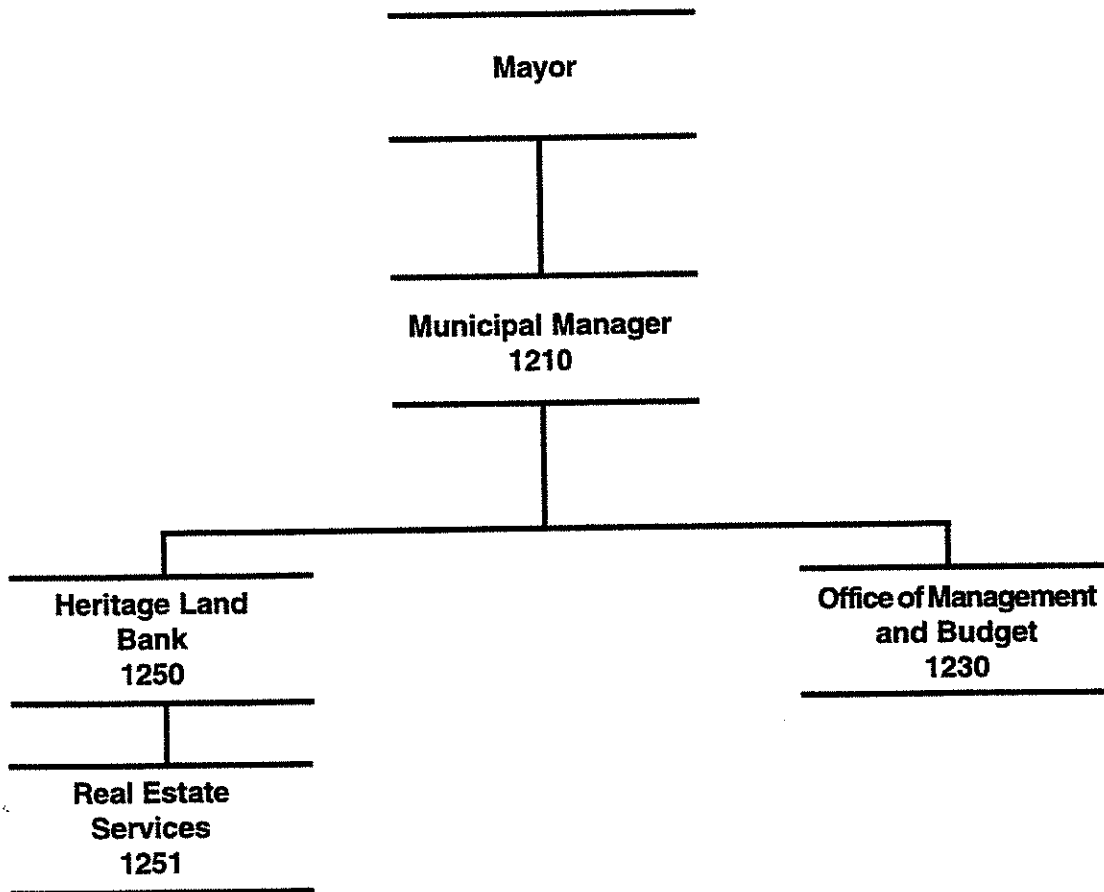 Mayor
Municipal Manager
1210
Heritage Land
Bank
1250
Office of Management
and Budget
1230
Real Estate
Services
1251